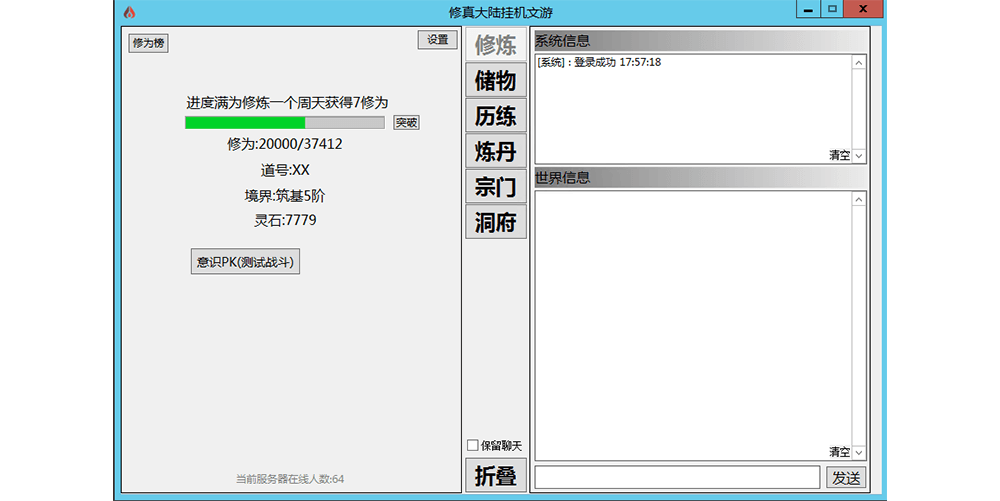 修真大陆挂机文游
修为榜
设置
进度满为修炼一个周天获得7修为
突破
修为:20000/37412
道号:XX
境界:筑基5阶
灵石:7779
意识PK(测试战斗)
当前服务器在线人数:64
修炼
储物
历练
炼丹
宗门
洞府
保留聊天
折叠
系统信息
[系统]：登录成功 17:57:18
清空
世界信息
清空
发送